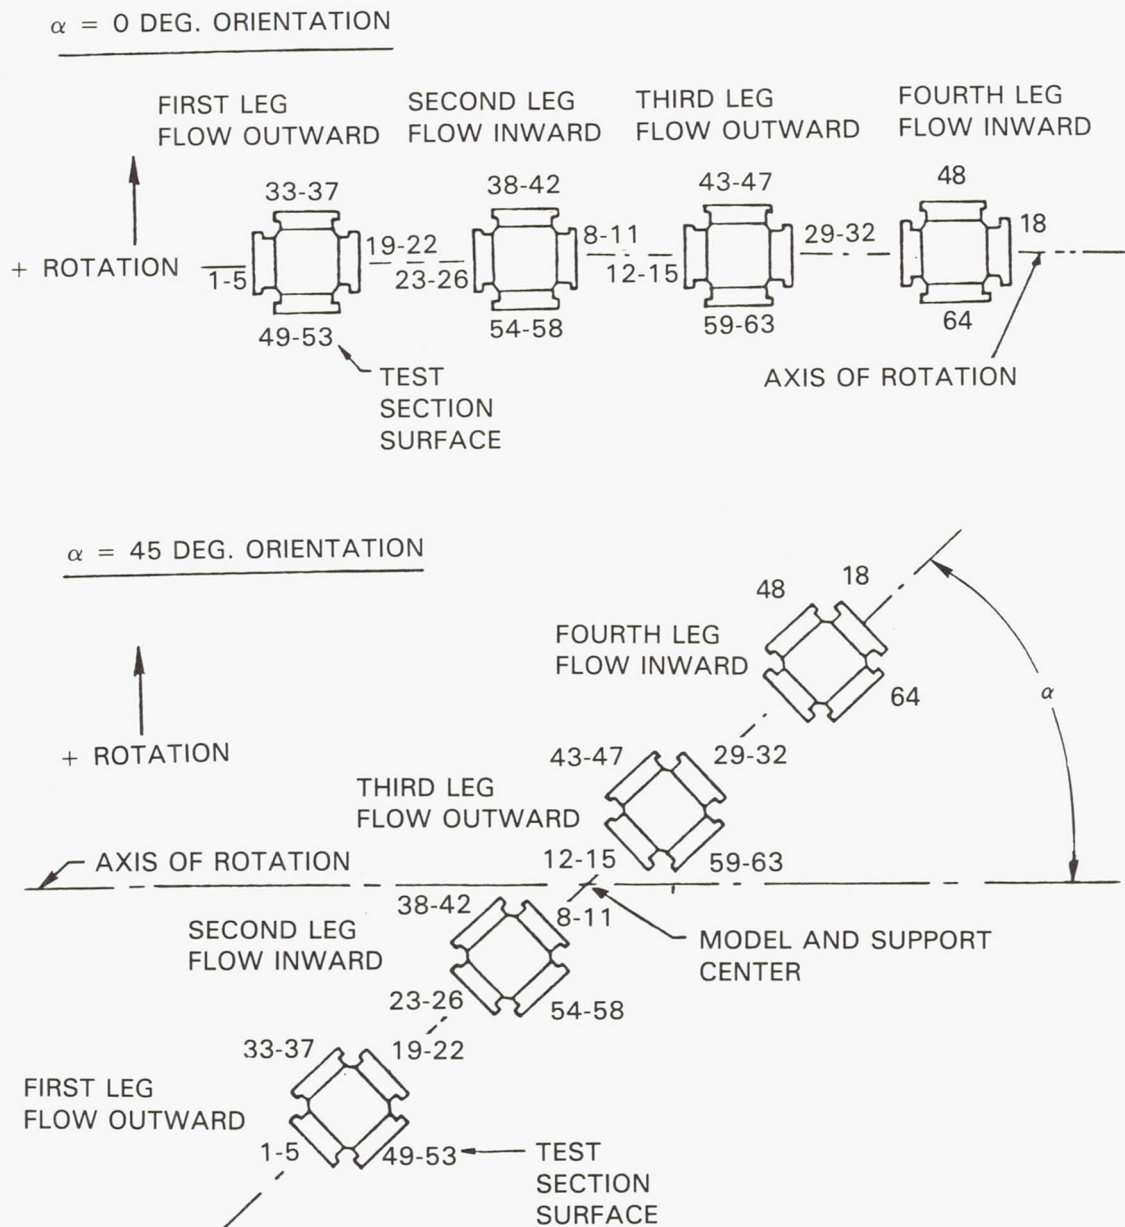 α = 0 DEG. ORIENTATION
FIRST LEG
FLOW OUTWARD
SECOND LEG
FLOW INWARD
THIRD LEG
FLOW OUTWARD
FOURTH LEG
FLOW INWARD
33-37
38-42
43-47
48
+ ROTATION
1-5
19-22
23-26
8-11
12-15
29-32
18
49-53
54-58
59-63
64
TEST
SECTION
SURFACE
AXIS OF ROTATION
α = 45 DEG. ORIENTATION
48
18
FOURTH LEG
FLOW INWARD
64
α
+ ROTATION
43-47
29-32
THIRD LEG
FLOW OUTWARD
12-15
59-63
AXIS OF ROTATION
38-42
8-11
SECOND LEG
FLOW INWARD
MODEL AND SUPPORT
CENTER
23-26
54-58
33-37
19-22
FIRST LEG
FLOW OUTWARD
1-5
49-53
TEST
SECTION
SURFACE